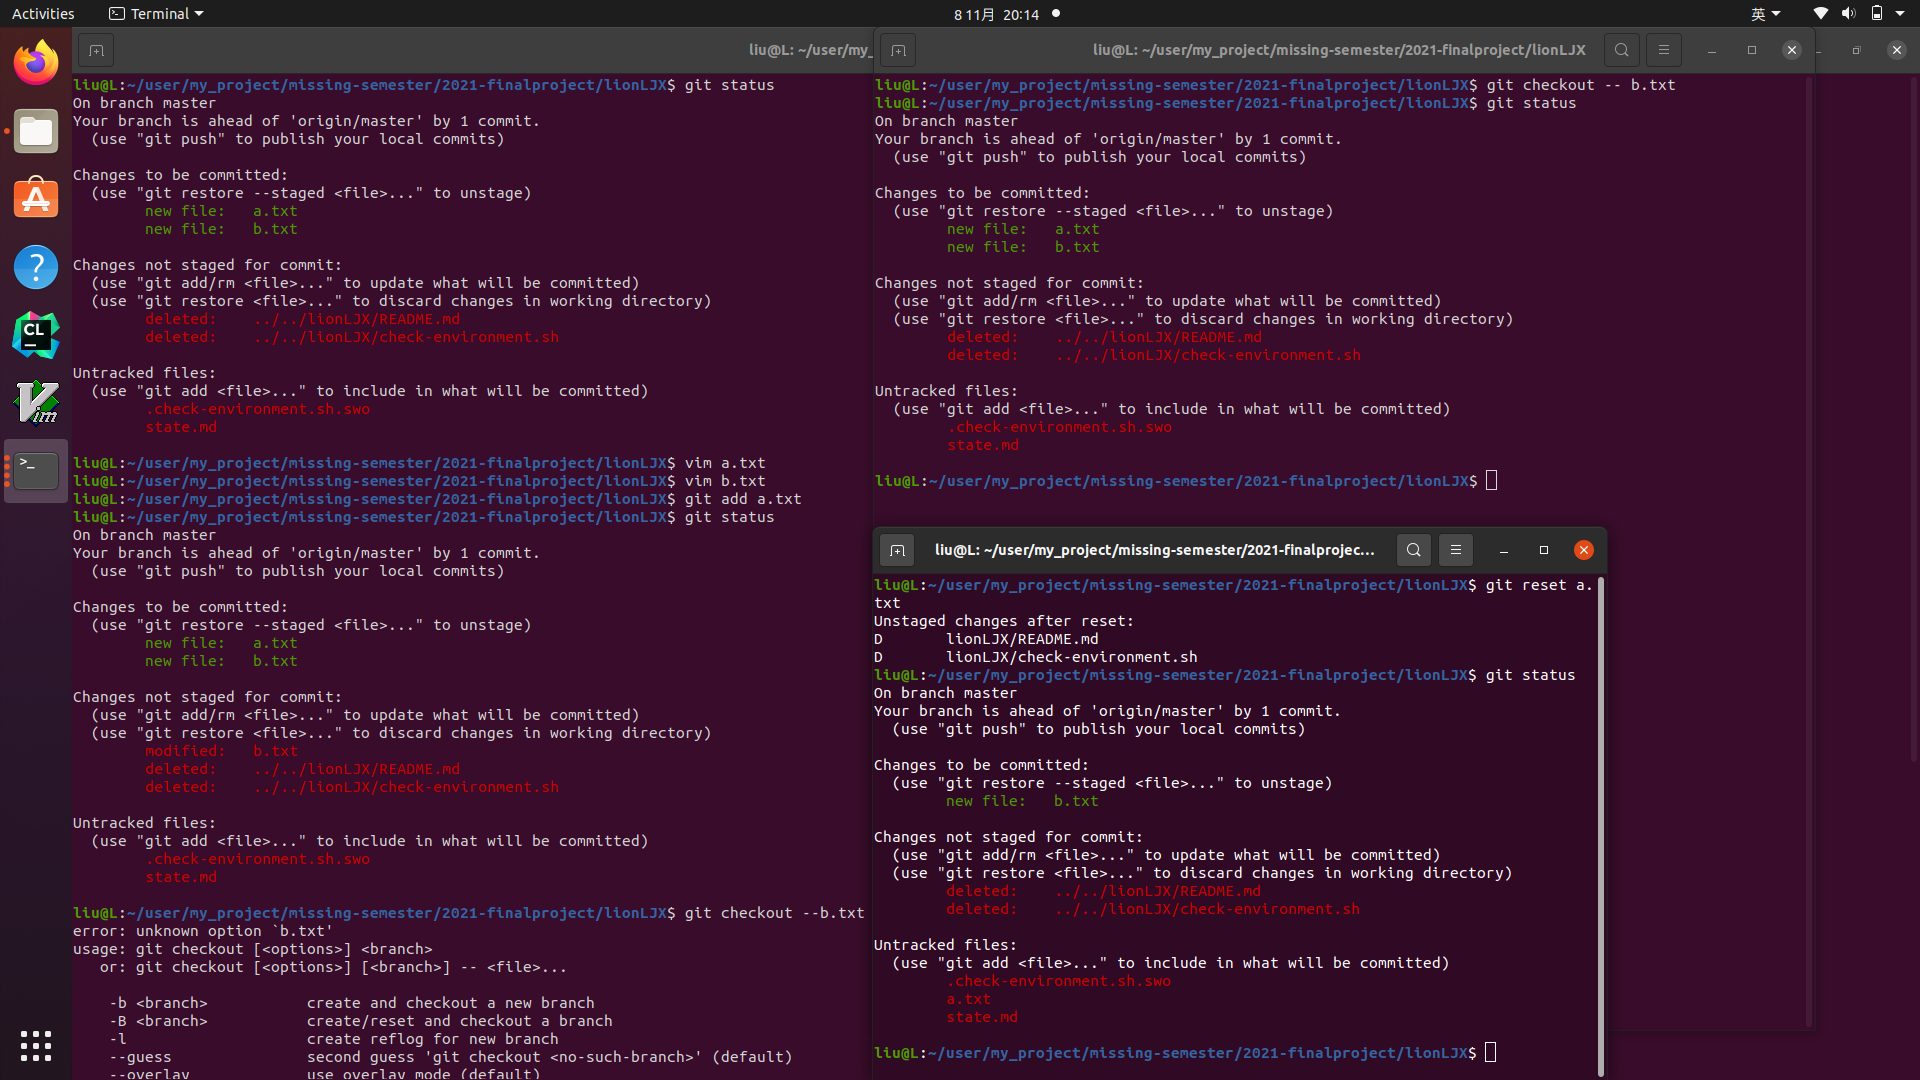 Activities
Terminal
8 11月 20:14
英
liu@L: ~/user/my_
liu@L:~/user/my_project/missing-semester/2021-finalproject/lionLJX$ git status
On branch master
Your branch is ahead of 'origin/master' by 1 commit.
  (use "git push" to publish your local commits)
Changes to be committed:
  (use "git restore --staged <file>..." to unstage)
        new file:   a.txt
        new file:   b.txt
Changes not staged for commit:
  (use "git add/rm <file>..." to update what will be committed)
  (use "git restore <file>..." to discard changes in working directory)
        deleted:    ../../lionLJX/README.md
        deleted:    ../../lionLJX/check-environment.sh
Untracked files:
  (use "git add <file>..." to include in what will be committed)
        .check-environment.sh.swo
        state.md
liu@L:~/user/my_project/missing-semester/2021-finalproject/lionLJX$ vim a.txt
liu@L:~/user/my_project/missing-semester/2021-finalproject/lionLJX$ vim b.txt
liu@L:~/user/my_project/missing-semester/2021-finalproject/lionLJX$ git add a.txt
liu@L:~/user/my_project/missing-semester/2021-finalproject/lionLJX$ git status
On branch master
Your branch is ahead of 'origin/master' by 1 commit.
  (use "git push" to publish your local commits)
Changes to be committed:
  (use "git restore --staged <file>..." to unstage)
        new file:   a.txt
        new file:   b.txt
Changes not staged for commit:
  (use "git add/rm <file>..." to update what will be committed)
  (use "git restore <file>..." to discard changes in working directory)
        modified:   b.txt
        deleted:    ../../lionLJX/README.md
        deleted:    ../../lionLJX/check-environment.sh
Untracked files:
  (use "git add <file>..." to include in what will be committed)
        .check-environment.sh.swo
        state.md
liu@L:~/user/my_project/missing-semester/2021-finalproject/lionLJX$ git checkout --b.txt
error: unknown option `b.txt'
usage: git checkout [<options>] <branch>
   or: git checkout [<options>] [<branch>] -- <file>...
    -b <branch>           create and checkout a new branch
    -B <branch>           create/reset and checkout a branch
    -l                    create reflog for new branch
    --guess               second guess 'git checkout <no-such-branch>' (default)
    --overlay             use overlay mode (default)
liu@L: ~/user/my_project/missing-semester/2021-finalproject/lionLJX
liu@L:~/user/my_project/missing-semester/2021-finalproject/lionLJX$ git checkout -- b.txt
liu@L:~/user/my_project/missing-semester/2021-finalproject/lionLJX$ git status
On branch master
Your branch is ahead of 'origin/master' by 1 commit.
  (use "git push" to publish your local commits)
Changes to be committed:
  (use "git restore --staged <file>..." to unstage)
        new file:   a.txt
        new file:   b.txt
Changes not staged for commit:
  (use "git add/rm <file>..." to update what will be committed)
  (use "git restore <file>..." to discard changes in working directory)
        deleted:    ../../lionLJX/README.md
        deleted:    ../../lionLJX/check-environment.sh
Untracked files:
  (use "git add <file>..." to include in what will be committed)
        .check-environment.sh.swo
        state.md
liu@L:~/user/my_project/missing-semester/2021-finalproject/lionLJX$
liu@L: ~/user/my_project/missing-semester/2021-finalprojec...
liu@L:~/user/my_project/missing-semester/2021-finalproject/lionLJX$ git reset a.
txt
Unstaged changes after reset:
D       lionLJX/README.md
D       lionLJX/check-environment.sh
liu@L:~/user/my_project/missing-semester/2021-finalproject/lionLJX$ git status
On branch master
Your branch is ahead of 'origin/master' by 1 commit.
  (use "git push" to publish your local commits)
Changes to be committed:
  (use "git restore --staged <file>..." to unstage)
        new file:   b.txt
Changes not staged for commit:
  (use "git add/rm <file>..." to update what will be committed)
  (use "git restore <file>..." to discard changes in working directory)
        deleted:    ../../lionLJX/README.md
        deleted:    ../../lionLJX/check-environment.sh
Untracked files:
  (use "git add <file>..." to include in what will be committed)
        .check-environment.sh.swo
        a.txt
        state.md
liu@L:~/user/my_project/missing-semester/2021-finalproject/lionLJX$
CL
Vim